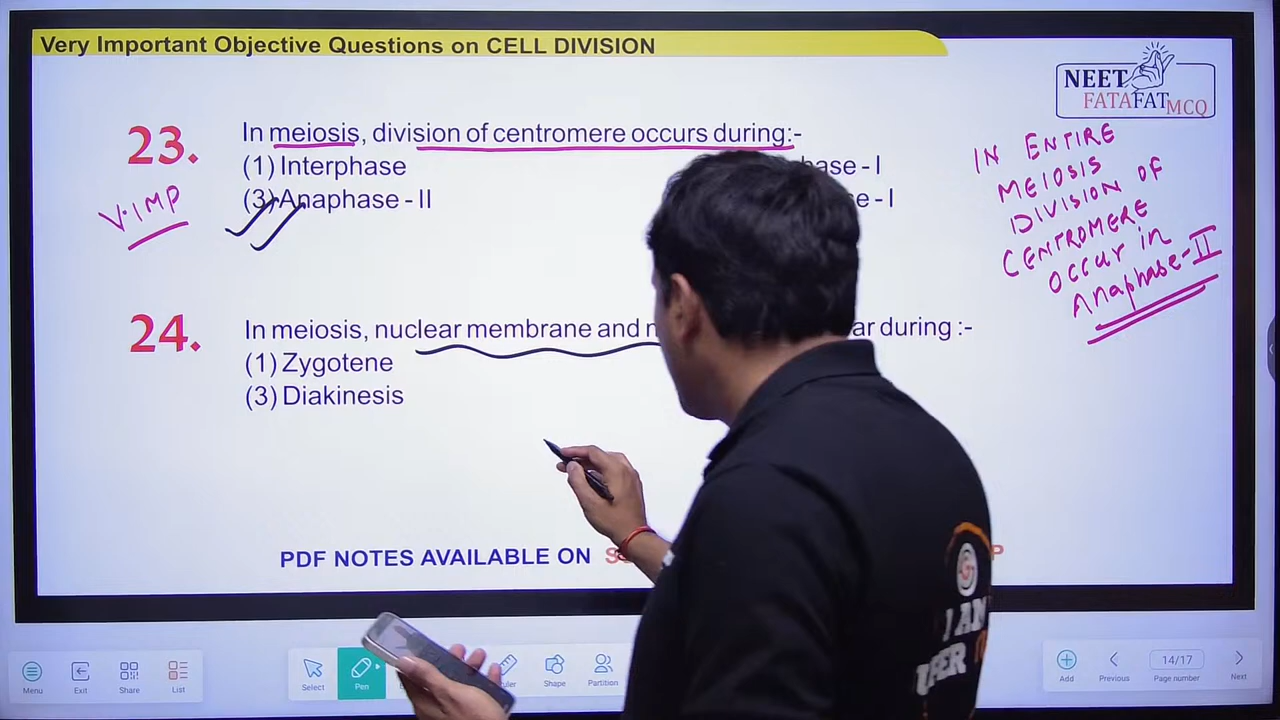 Very Important Objective Questions on CELL DIVISION
NEET
FATAFAT MCQ
23. In meiosis, division of centromere occurs during:-
(1) Interphase
(3) Anaphase - II
- I
- I
V.IMP
IN ENTIRE
MEIOSIS
DIVISION OF
CENTROMERE
OCCUR in
Anaphase-II
24. In meiosis, nuclear membrane and during :-
(1) Zygotene
(3) Diakinesis
PDF NOTES AVAILABLE ON
G
I AM
Menu
Exit
Share
List
Select
Pen
Shape
Partition
Add
Previous
14/17
Page number
Next